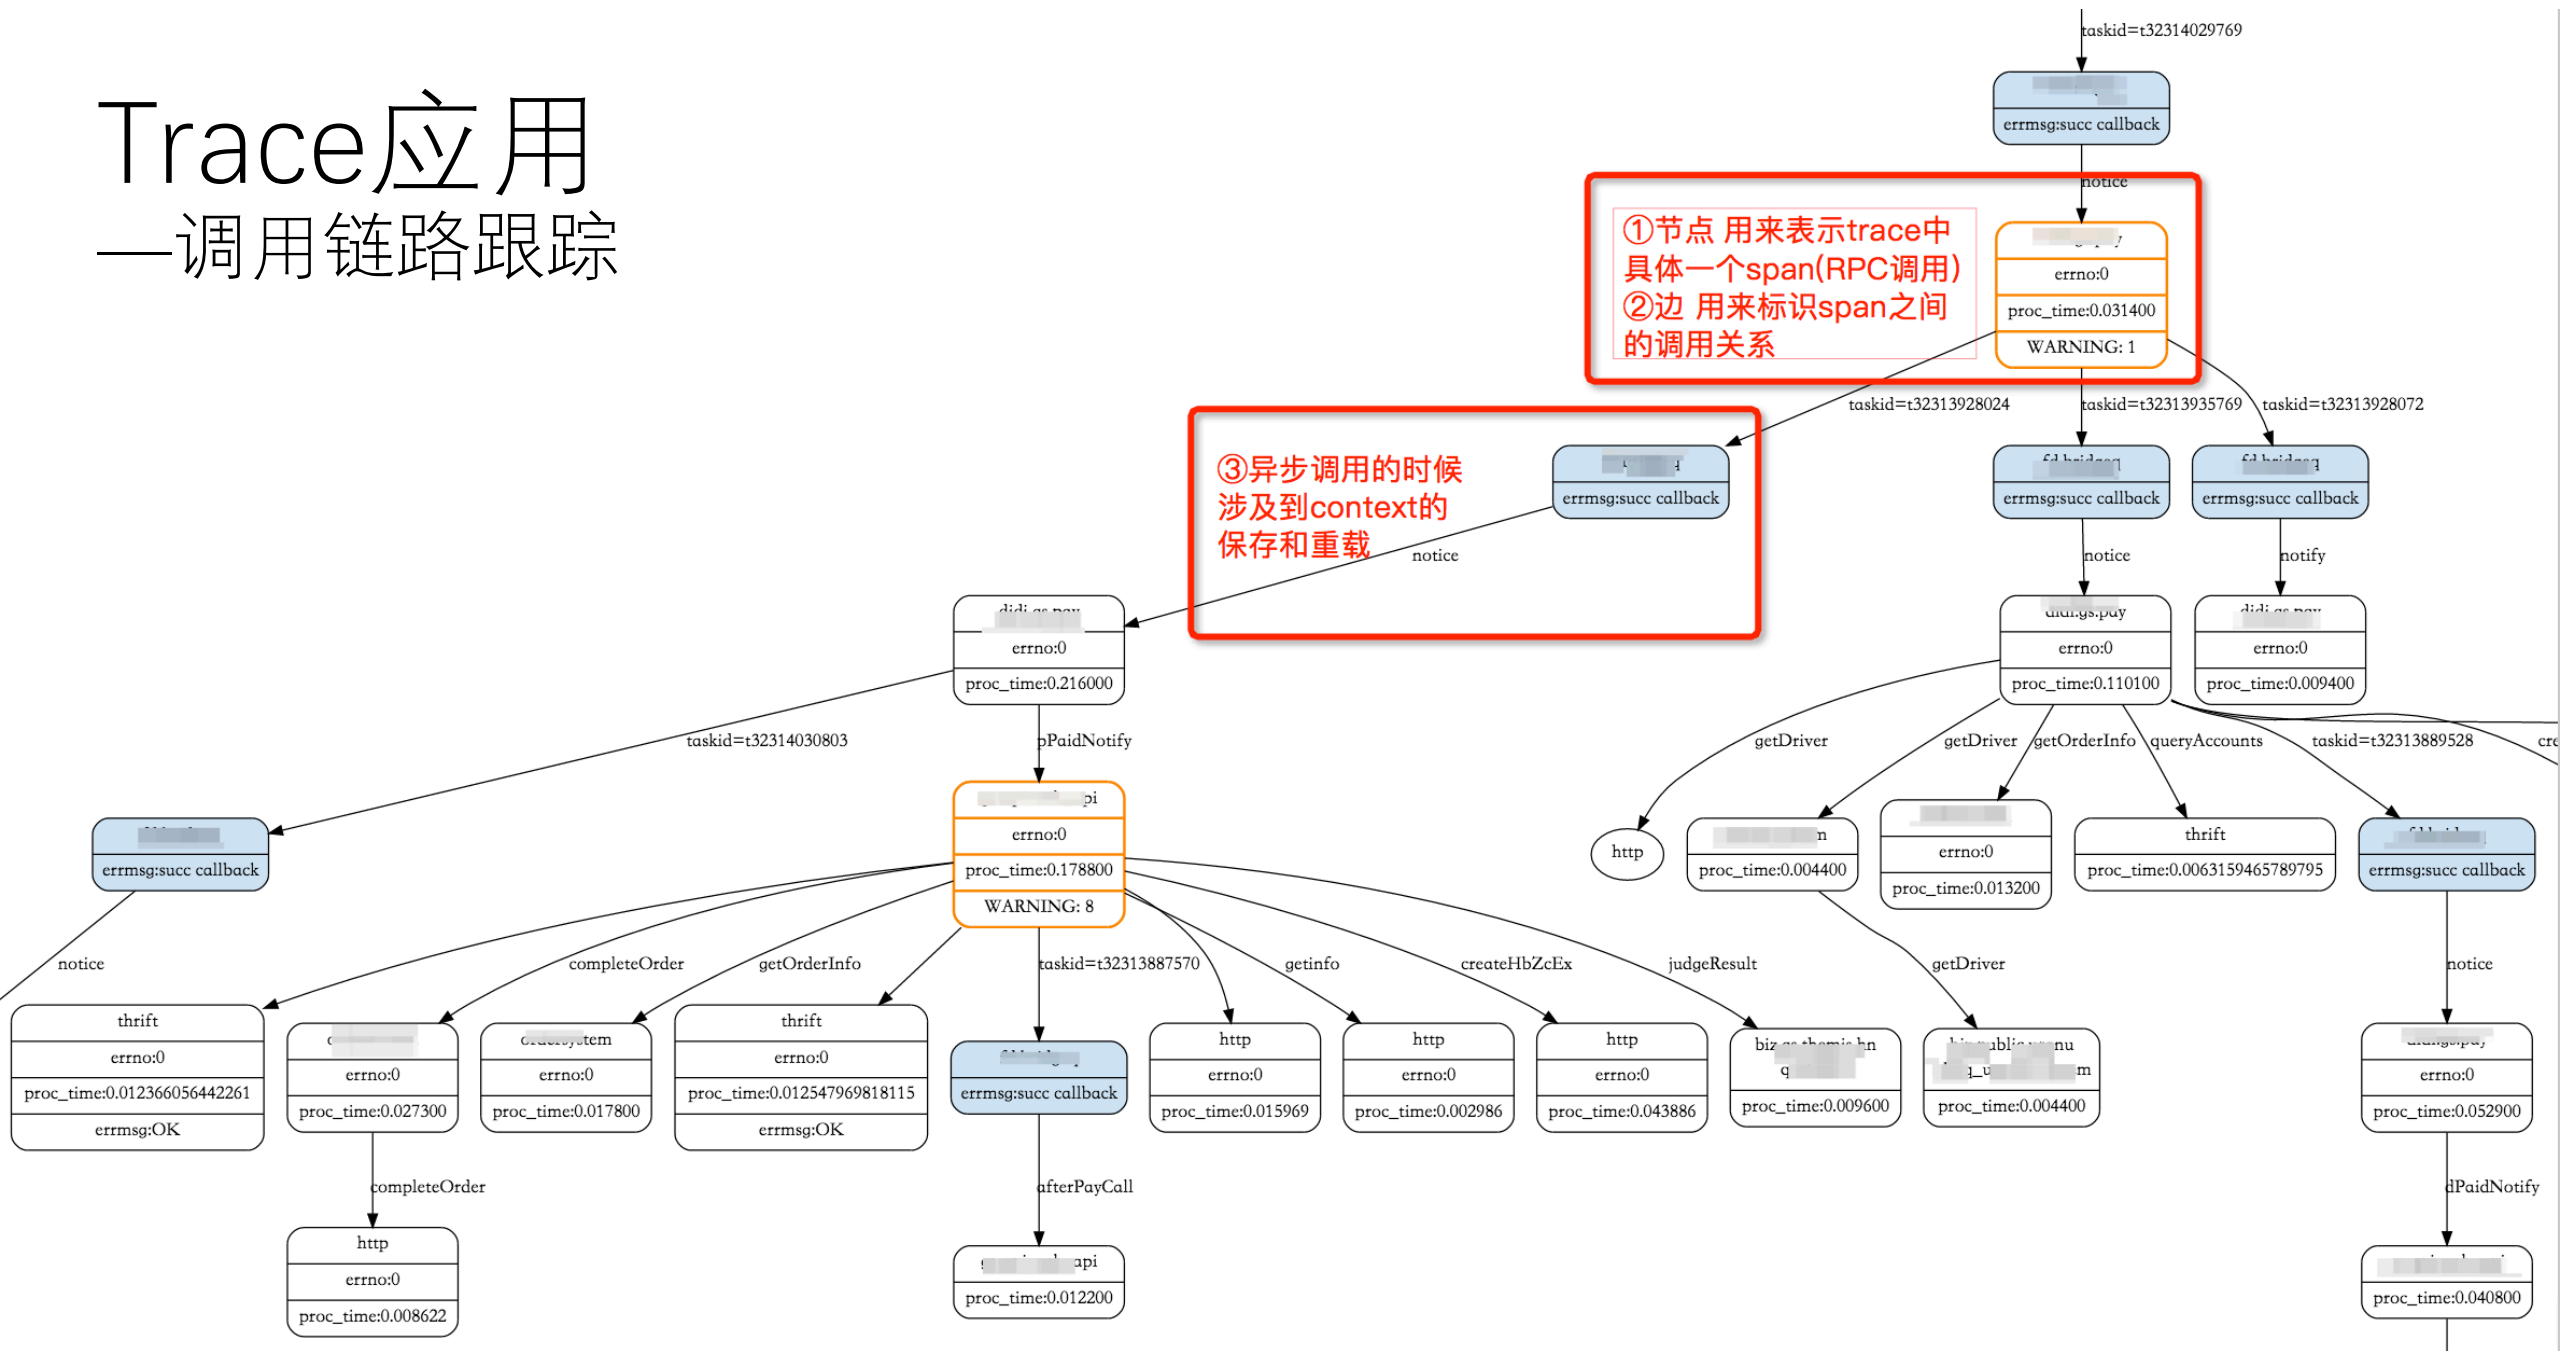 Trace应用
—调用链路跟踪
taskid=t32314029769
errmsg:succ callback
notice
①节点 用来表示trace中
具体一个span(RPC调用)
②边 用来标识span之间
的调用关系
errno:0
proc_time:0.031400
WARNING: 1
taskid=t32313928024
taskid=t32313935769
taskid=t32313928072
③异步调用的时候
涉及到context的
保存和重载
errmsg:succ callback
errmsg:succ callback
errmsg:succ callback
notice
notice
notify
didi.gs.pay
errno:0
proc_time:0.216000
didi.gs.pay
errno:0
proc_time:0.110100
didi.gs.pay
errno:0
proc_time:0.009400
taskid=t32314030803
pPaidNotify
getDriver
getDriver
getOrderInfo
queryAccounts
taskid=t32313889528
errmsg:succ callback
errno:0
proc_time:0.178800
WARNING: 8
http
proc_time:0.004400
errno:0
proc_time:0.013200
thrift
proc_time:0.0063159465789795
errmsg:succ callback
notice
completeOrder
getOrderInfo
taskid=t32313887570
getinfo
createHbZcEx
judgeResult
getDriver
notice
thrift
errno:0
proc_time:0.012366056442261
errmsg:OK
errno:0
proc_time:0.027300
ordersystem
errno:0
proc_time:0.017800
thrift
errno:0
proc_time:0.012547969818115
errmsg:OK
errmsg:succ callback
http
errno:0
proc_time:0.015969
http
errno:0
proc_time:0.002986
http
errno:0
proc_time:0.043886
proc_time:0.009600
proc_time:0.004400
errno:0
proc_time:0.052900
completeOrder
afterPayCall
dPaidNotify
http
errno:0
proc_time:0.008622
proc_time:0.012200
proc_time:0.040800